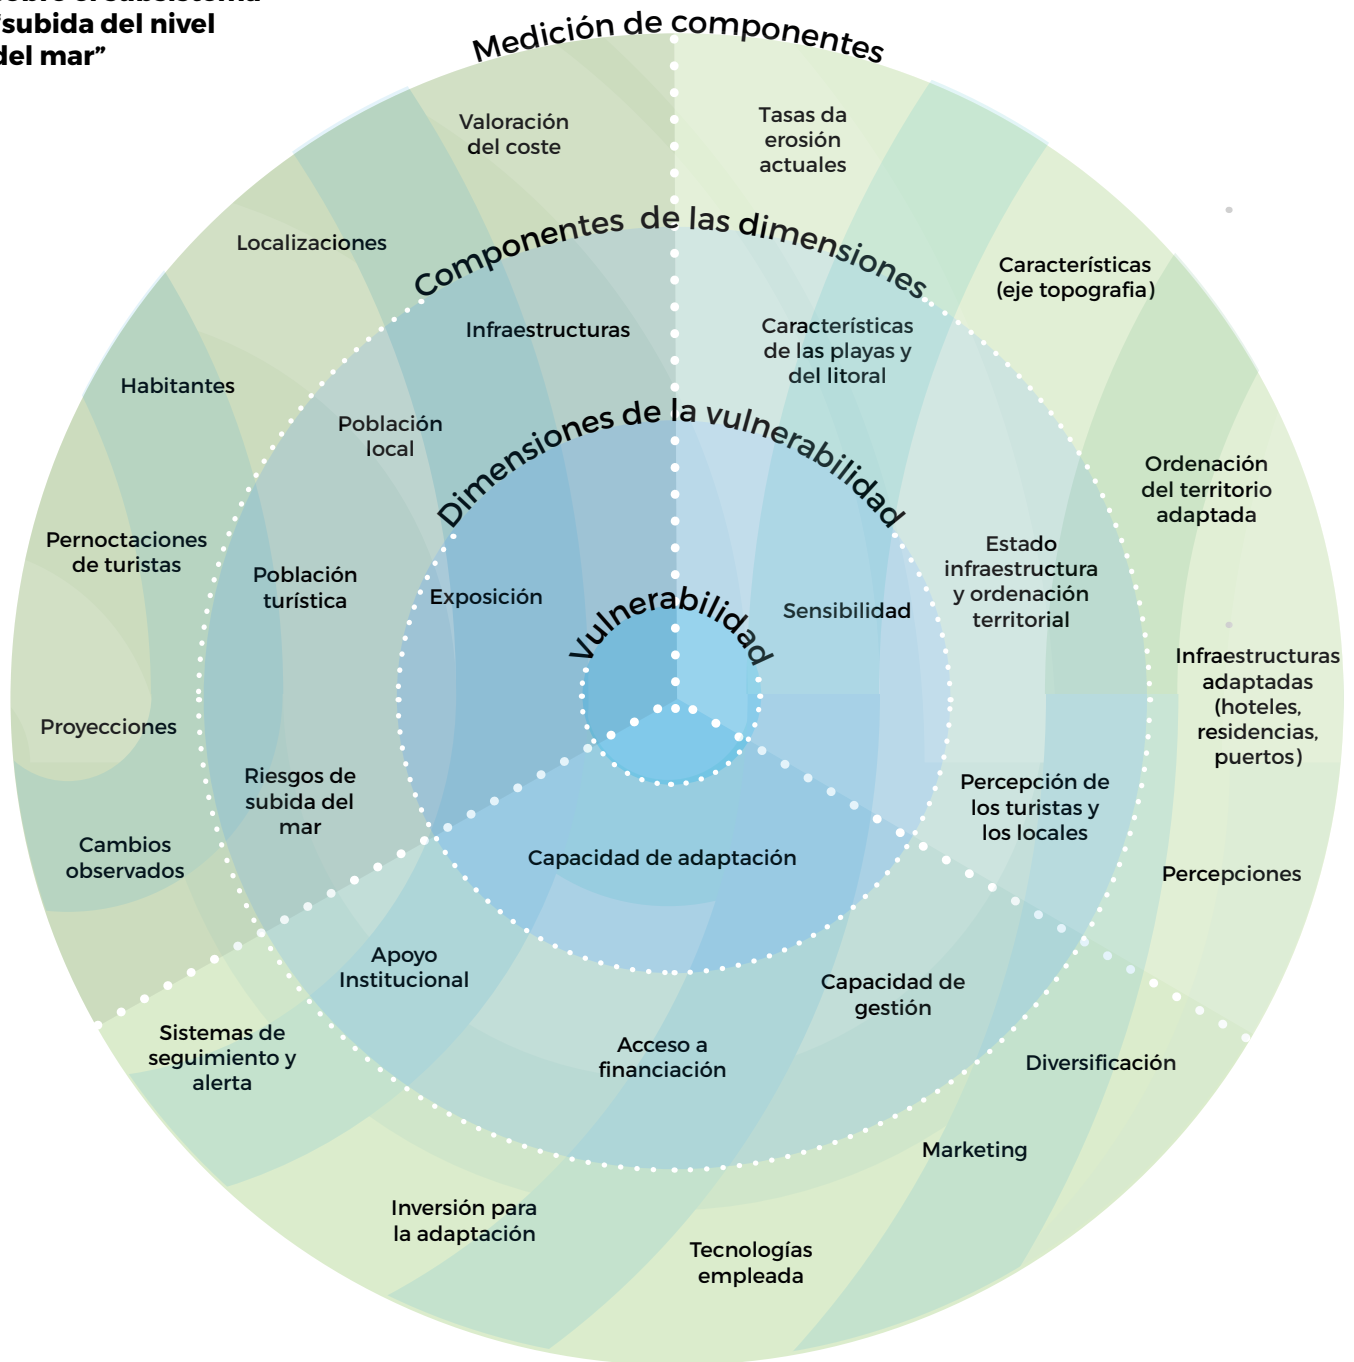 sobre el subsistema
“subida del nivel
del mar”
Medición de componentes
Valoración
del coste
Tasas da
erosión
actuales
Localizaciones
Componentes de las dimensiones
Características
(eje topografia)
Infraestructuras
Características
de las playas y
del litoral
Habitantes
Población
local
Dimensiones de la vulnerabilidad
Ordenación
del territorio
adaptada
Pernoctaciones
de turistas
Población
turística
Exposición
Vulnerabilidad
Sensibilidad
Estado
infraestructura
y ordenación
territorial
Infraestructuras
adaptadas
(hoteles,
residencias,
puertos)
Proyecciones
Riesgos de
subida del
mar
Percepción de
los turistas y
los locales
Cambios
observados
Capacidad de adaptación
Percepciones
Apoyo
Institucional
Capacidad de
gestión
Sistemas de
seguimiento y
alerta
Acceso a
financiación
Diversificación
Marketing
Inversión para
la adaptación
Tecnologías
empleada